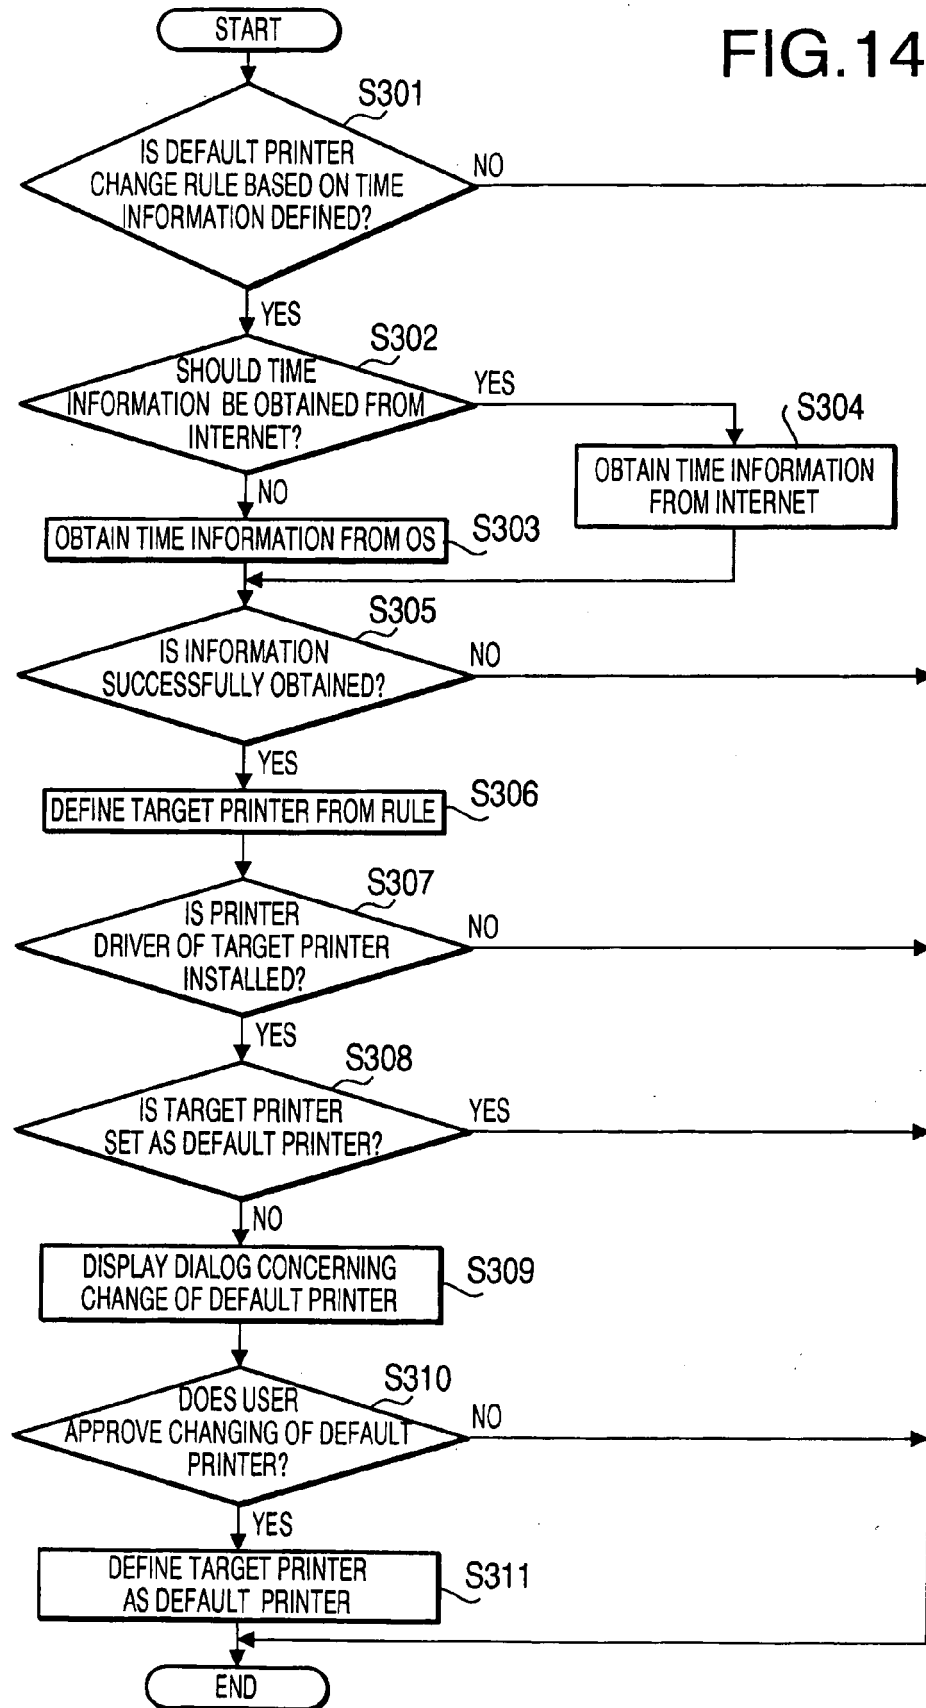 START
FIG.14
S301
IS DEFAULT PRINTER
CHANGE RULE BASED ON TIME
INFORMATION DEFINED?
NO
YES
S302
SHOULD TIME
INFORMATION BE OBTAINED FROM
INTERNET?
YES
S304
OBTAIN TIME INFORMATION
FROM INTERNET
NO
OBTAIN TIME INFORMATION FROM OS
S303
S305
IS INFORMATION
SUCCESSFULLY OBTAINED?
NO
YES
DEFINE TARGET PRINTER FROM RULE
S306
S307
IS PRINTER
DRIVER OF TARGET PRINTER
INSTALLED?
NO
YES
S308
IS TARGET PRINTER
SET AS DEFAULT PRINTER?
YES
NO
DISPLAY DIALOG CONCERNING
CHANGE OF DEFAULT PRINTER
S309
S310
DOES USER
APPROVE CHANGING OF DEFAULT
PRINTER?
NO
YES
DEFINE TARGET PRINTER
AS DEFAULT PRINTER
S311
END